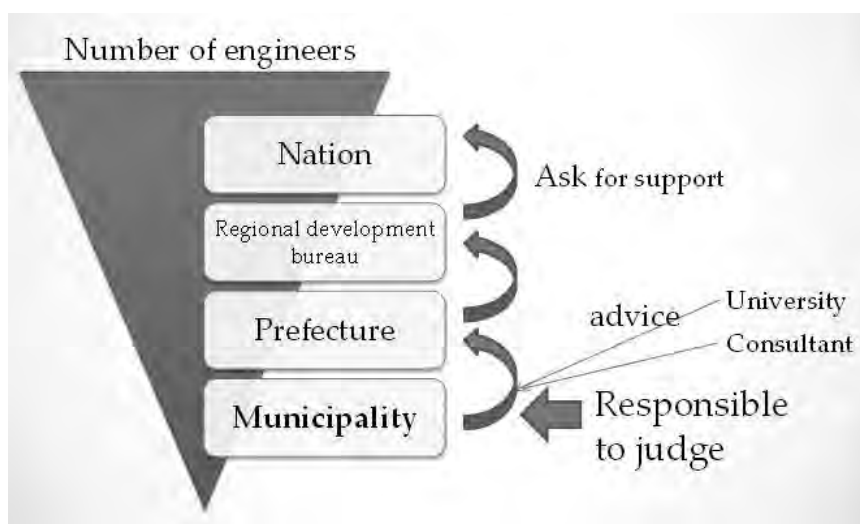 Number of engineers
Nation
Ask for support
Regional development
bureau
Prefecture
advice
University
Consultant
Municipality
Responsible
to judge